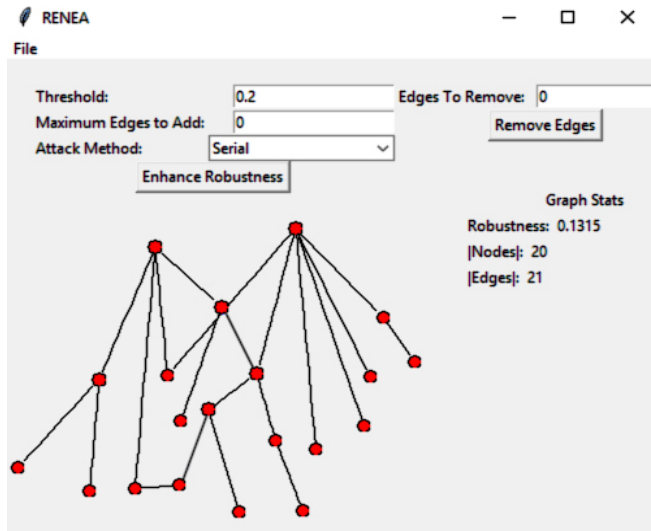 RENEA
File
Threshold: 0.2 Edges To Remove: 0
Maximum Edges to Add: 0 Remove Edges
Attack Method: Serial
Enhance Robustness
Graph Stats
Robustness: 0.1315
|Nodes|: 20
|Edges|: 21